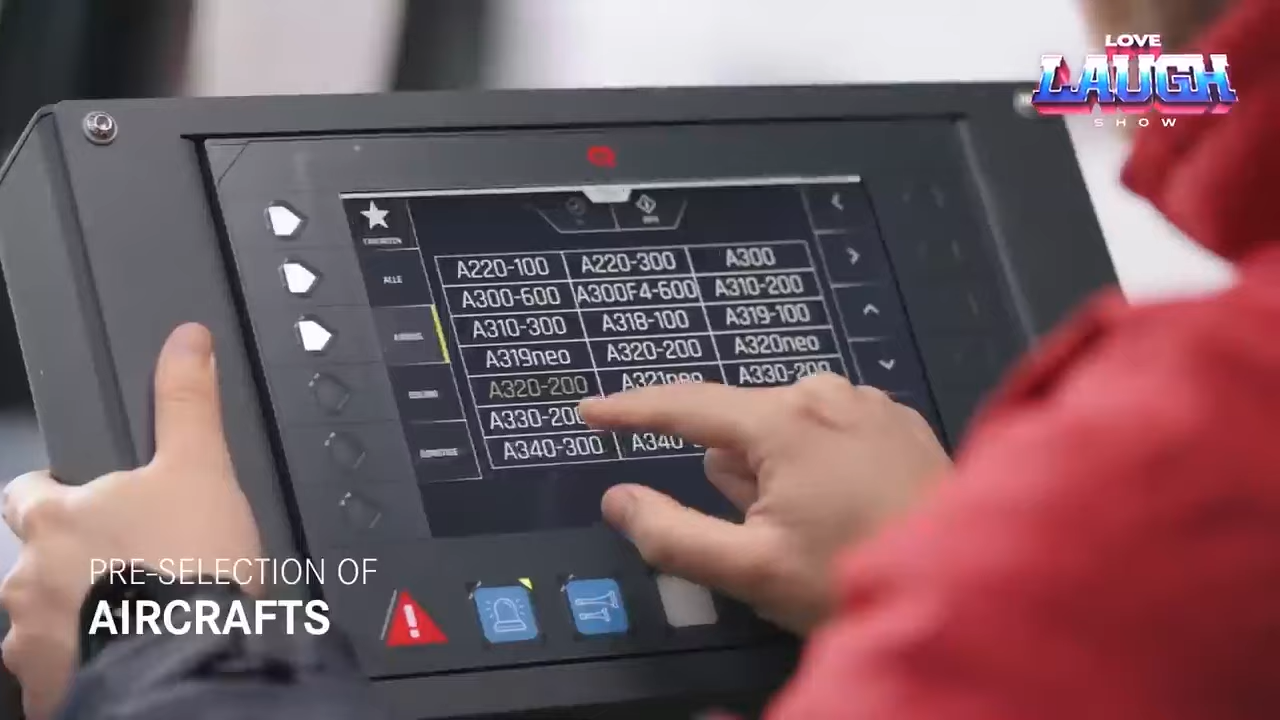 LOVE
LAUGH
SHOW
ALLE
A220-100 A220-300 A300
A300-600 A300F4-600 A310-200
A310-300 A318-100 A319-100
A319neo A320-200 A320neo
A320-200 A321neo A330-200
A330-20
A340-300 A340-
PRE-SELECTION OF
AIRCRAFTS